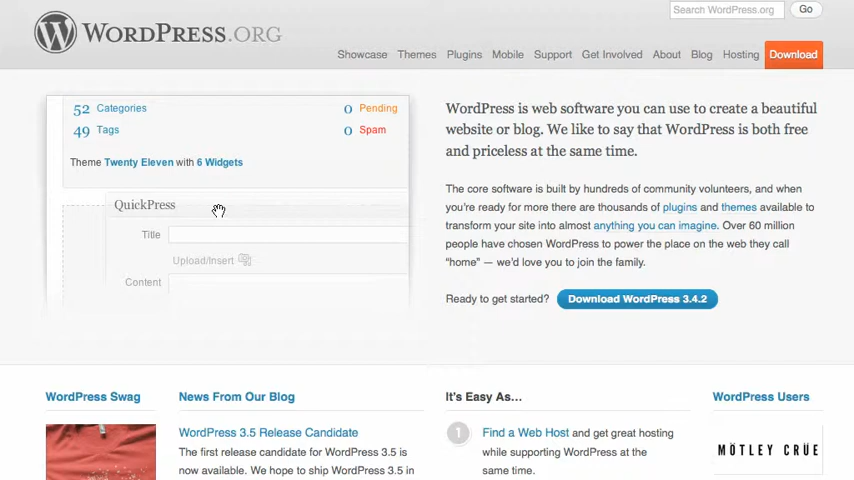 Search WordPress.org
Go
WORDPRESS.ORG
Showcase Themes Plugins Mobile Support Get Involved About Blog Hosting Download
52 Categories 0 Pending
49 Tags 0 Spam
Theme Twenty Eleven with 6 Widgets
QuickPress
Title
Upload/Insert
Content
WordPress is web software you can use to create a beautiful
website or blog. We like to say that WordPress is both free
and priceless at the same time.
The core software is built by hundreds of community volunteers, and when
you're ready for more there are thousands of plugins and themes available to
transform your site into almost anything you can imagine. Over 60 million
people have chosen WordPress to power the place on the web they call
“home” — we'd love you to join the family.
Ready to get started? Download WordPress 3.4.2
WordPress Swag
News From Our Blog
WordPress 3.5 Release Candidate
The first release candidate for WordPress 3.5 is
now available. We hope to ship WordPress 3.5 in
It's Easy As…
1 Find a Web Host and get great hosting
while supporting WordPress at the
same time.
WordPress Users
MÖTLEY CRÜE